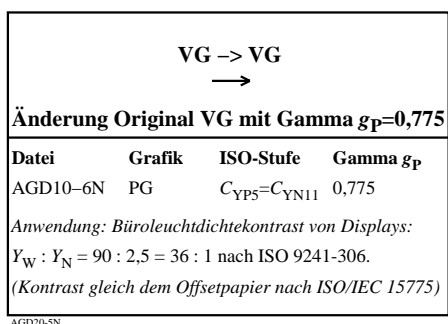 VG –> VG
Änderung Original VG mit Gamma gP=0,775
Datei Grafik ISO-Stufe Gamma gP
AGD10–6N PG CYP5=CYN11 0,775
Anwendung: Büroleuchtdichtekontrast von Displays:
YW : YN = 90 : 2,5 = 36 : 1 nach ISO 9241-306.
(Kontrast gleich dem Offsetpapier nach ISO/IEC 15775)
AGD20-5N